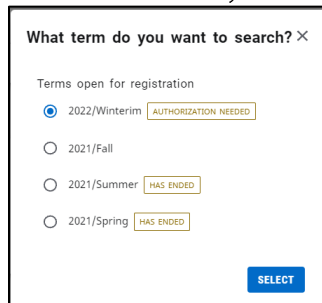 What term do you want to search? ×
Terms open for registration
2022/Winterim AUTHORIZATION NEEDED
2021/Fall
2021/Summer HAS ENDED
2021/Spring HAS ENDED
SELECT